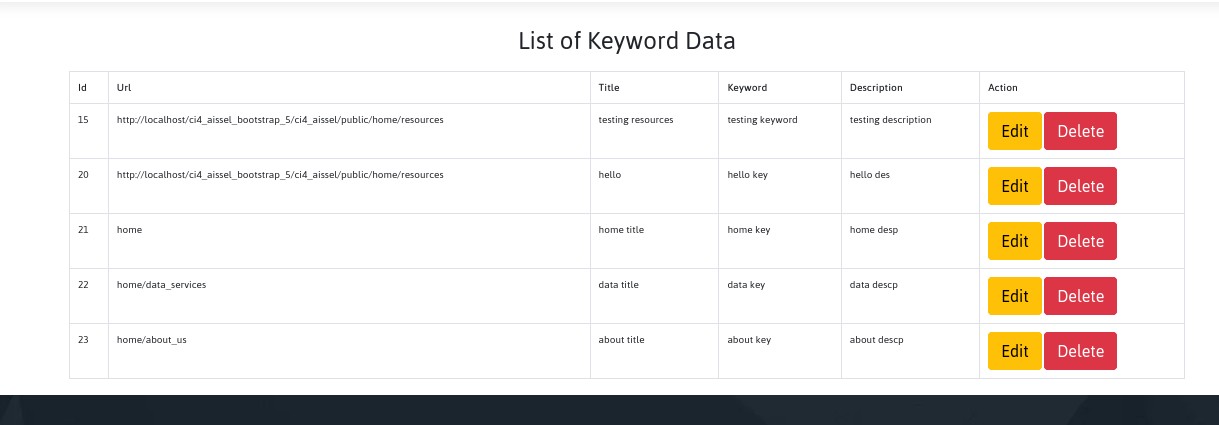 List of Keyword Data
Id Url Title Keyword Description Action
15 http://localhost/ci4_aissel_bootstrap_5/ci4_aissel/public/home/resources testing resources testing keyword testing description Edit Delete
20 http://localhost/ci4_aissel_bootstrap_5/ci4_aissel/public/home/resources hello hello key hello des Edit Delete
21 home home title home key home desp Edit Delete
22 home/data_services data title data key data descp Edit Delete
23 home/about_us about title about key about descp Edit Delete